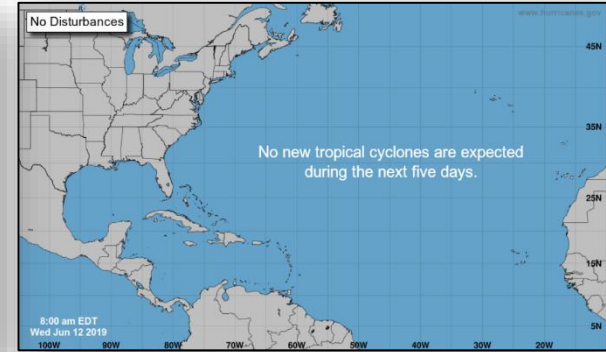 No Disturbances
www.hurricanes.gov
45N
35N
No new tropical cyclones are expected
during the next five days.
25N
15N
8:00 am EDT
Wed Jun 12 2019
5N
100W 90W 80W 70W 60W 50W 40W 30W 20W 10W